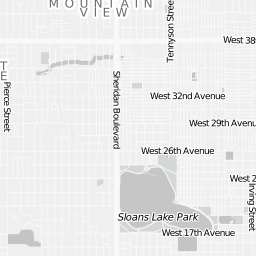 MOUNTAIN
VIEW
Tennyson Street
West 38
T
E
Pierce Street
Sheridan Boulevard
West 32nd Avenue
West 29th Avenue
West 26th Avenue
West 2
Irving Street
Sloans Lake Park
West 17th Avenue